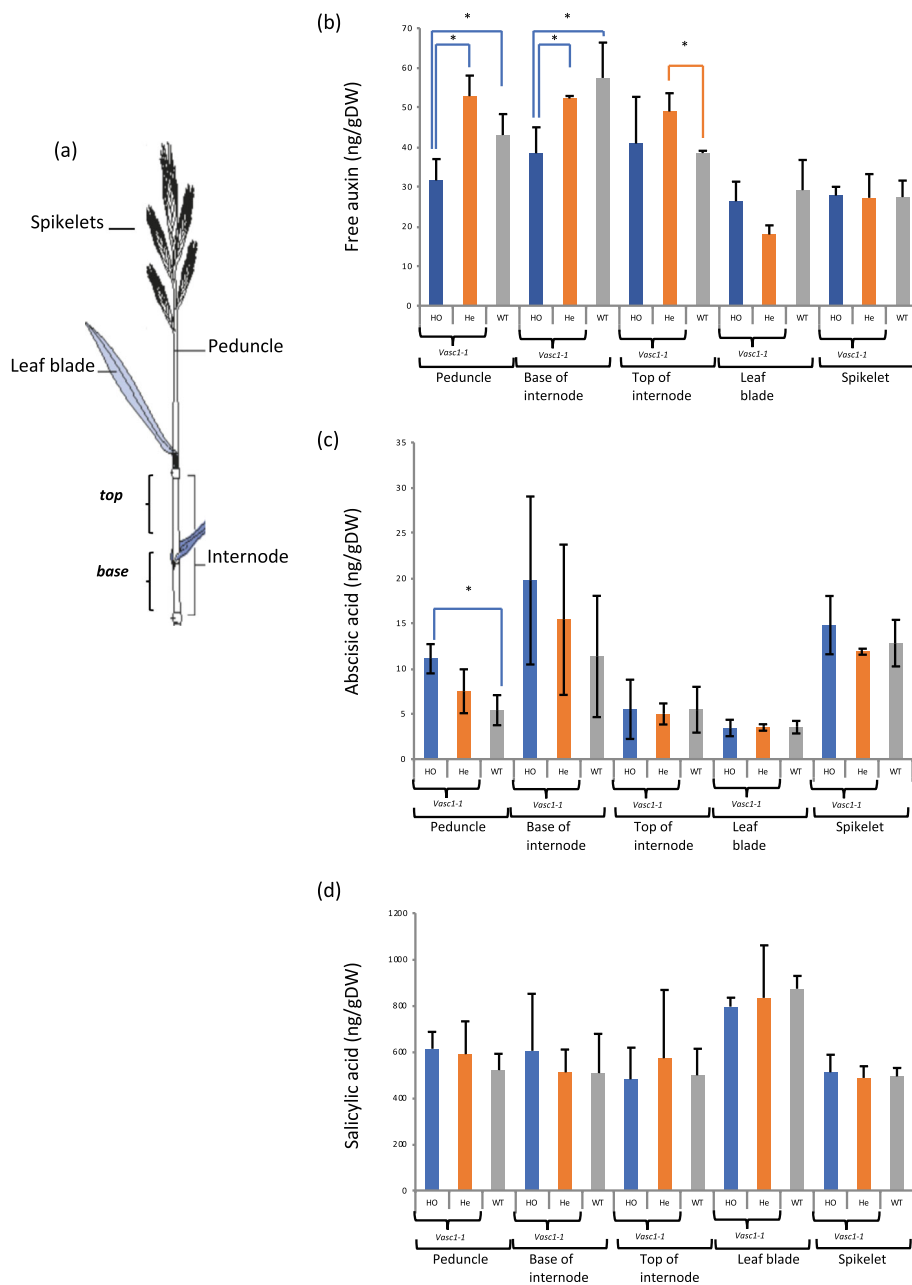 (a)
Spikelets
Peduncle
Leaf blade
top
base
Internode
(b)
Free auxin (ng/gDW)
70
60
50
40
30
20
10
0
* * * * *
HO He WT HO He WT HO He WT HO He WT HO He WT
Vasc1-1 Vasc1-1 Vasc1-1 Vasc1-1 Vasc1-1
Peduncle Base of Top of Leaf Spikelet
internode internode blade
(c)
Abscisic acid (ng/gDW)
35
30
25
20
15
10
5
0
*
HO He WT HO He WT HO He WT HO He WT HO He WT
Vasc1-1 Vasc1-1 Vasc1-1 Vasc1-1 Vasc1-1
Peduncle Base of Top of Leaf Spikelet
internode internode blade
(d)
Salicylic acid (ng/gDW)
1200
1000
800
600
400
200
0
HO He WT HO He WT HO He WT HO He WT HO He WT
Vasc1-1 Vasc1-1 Vasc1-1 Vasc1-1 Vasc1-1
Peduncle Base of Top of Leaf blade Spikelet
internode internode